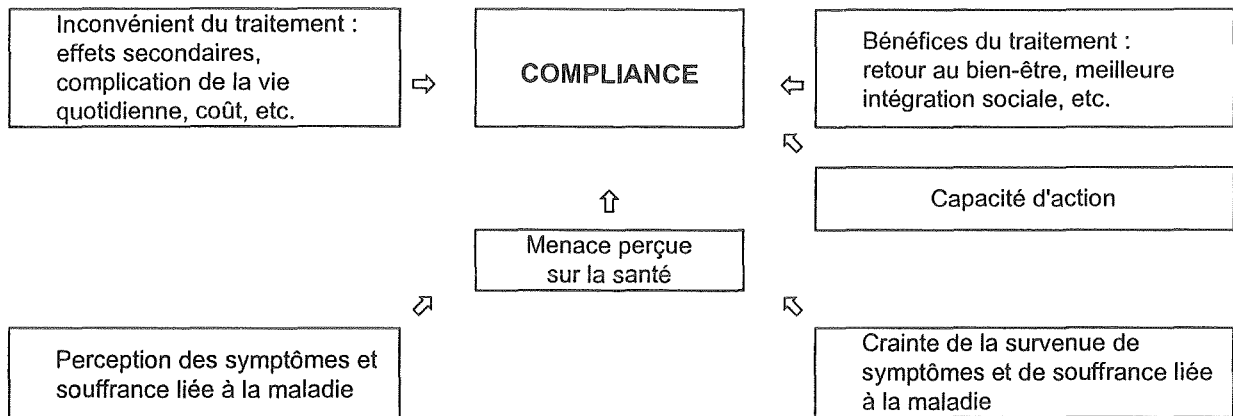 Inconvénient du traitement :
effets secondaires,
complication de la vie
quotidienne, coût, etc.
COMPLIANCE
Bénéfices du traitement :
retour au bien-être, meilleure
intégration sociale, etc.
Capacité d'action
Menace perçue
sur la santé
Perception des symptômes et
souffrance liée à la maladie
Crainte de la survenue de
symptômes et de souffrance liée
à la maladie